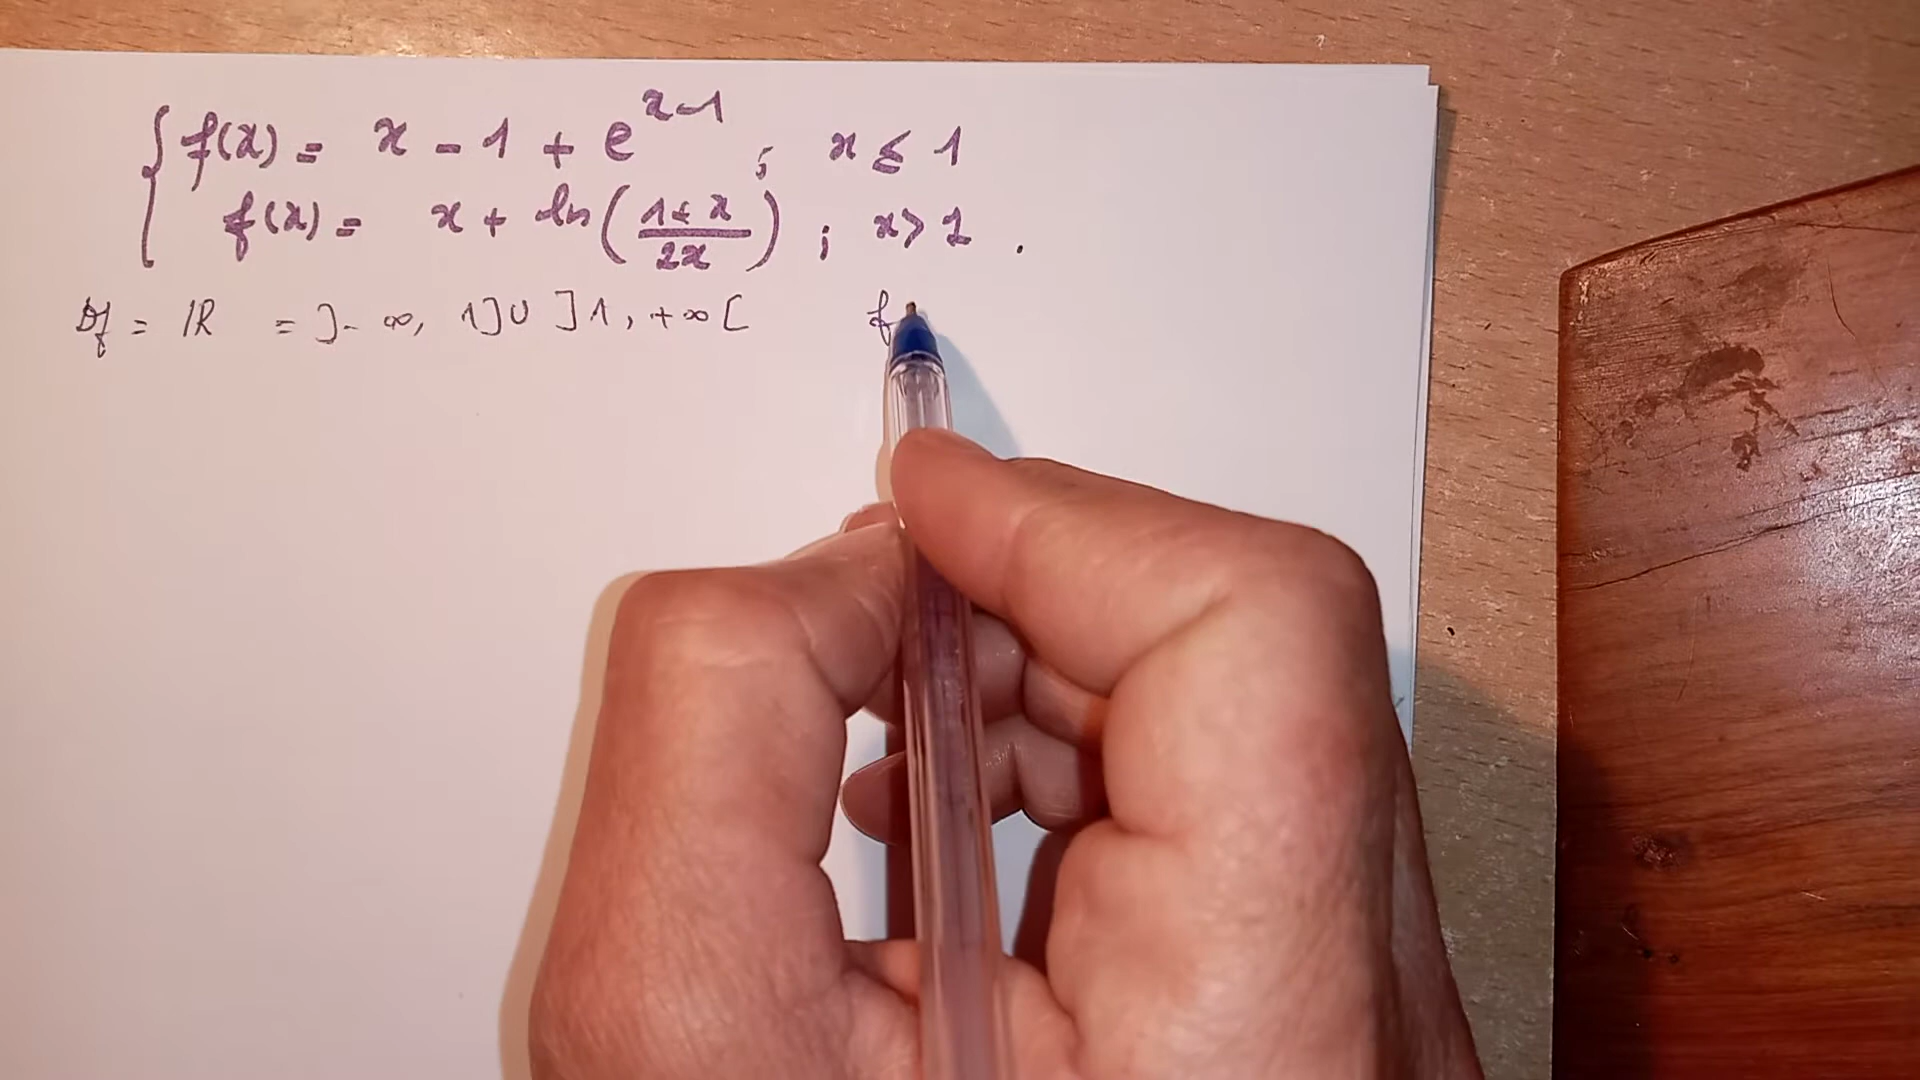 { f(x) = x - 1 + e^{x-1} ; x ≤ 1
f(x) = x + ln((1+x)/(2x)) ; x > 1 .
Df = IR = ]-∞, 1] ∪ ]1, +∞[ f